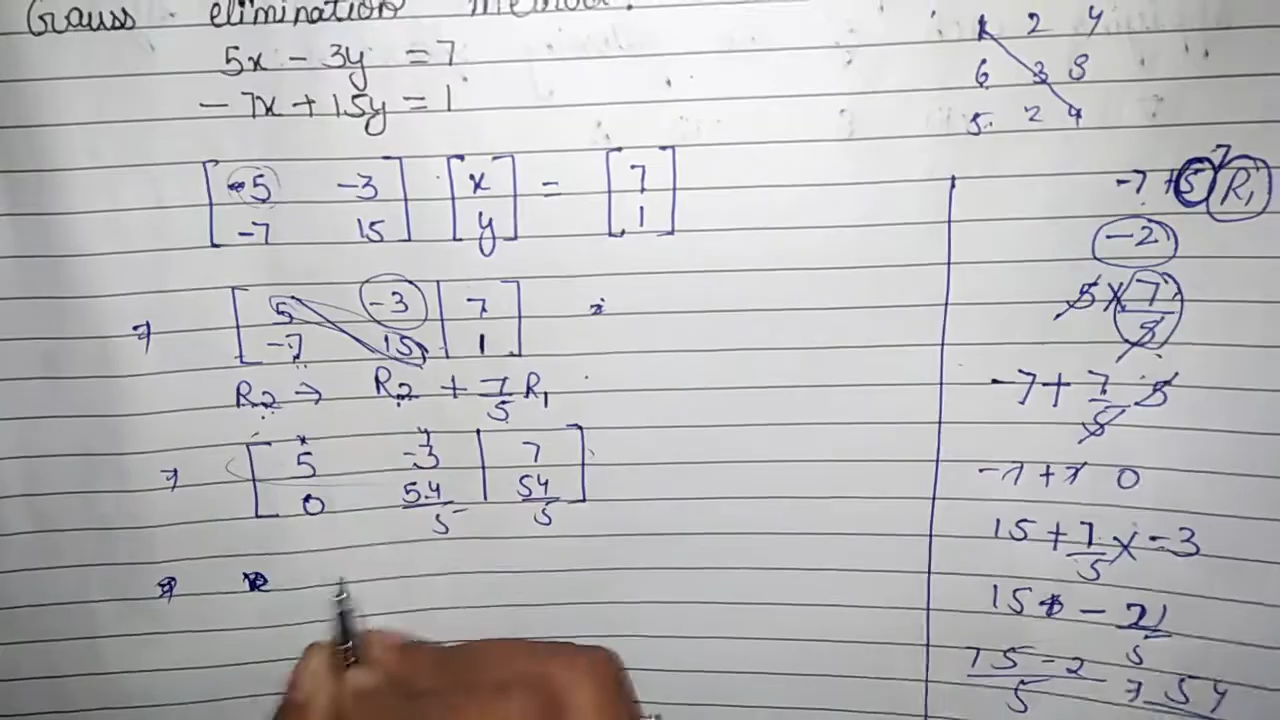 Gauss - elimination Method.
5x - 3y = 7
- 7x + 15y = 1
[5 -3] [x] = [7]
[-7 15] [y] [1]
⇒ [5 -3 | 7]
[-7 15 | 1]
R2 → R2 + 7/5 R1
x y
⇒ [5 -3 | 7]
[0 54/5 | 54/5]
1 2 4
6 3 8
5 2 4
-7 + 5 7 R1
-2
5 x 7/5
-7 + 7/5 5
-7 + 7 0
15 + 7/5 x -3
15 - 21/5
75 - 2
5
54